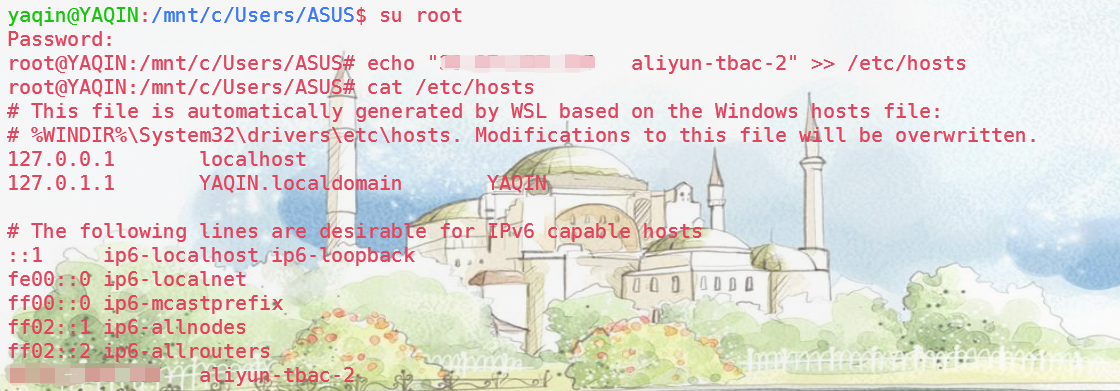 yaqin@YAQIN:/mnt/c/Users/ASUS$ su root
Password:
root@YAQIN:/mnt/c/Users/ASUS# echo " aliyun-tbac-2" >> /etc/hosts
root@YAQIN:/mnt/c/Users/ASUS# cat /etc/hosts
# This file is automatically generated by WSL based on the Windows hosts file:
# %WINDIR%\System32\drivers\etc\hosts. Modifications to this file will be overwritten.
127.0.0.1       localhost
127.0.1.1       YAQIN.localdomain       YAQIN
# The following lines are desirable for IPv6 capable hosts
::1     ip6-localhost ip6-loopback
fe00::0 ip6-localnet
ff00::0 ip6-mcastprefix
ff02::1 ip6-allnodes
ff02::2 ip6-allrouters
aliyun-tbac-2